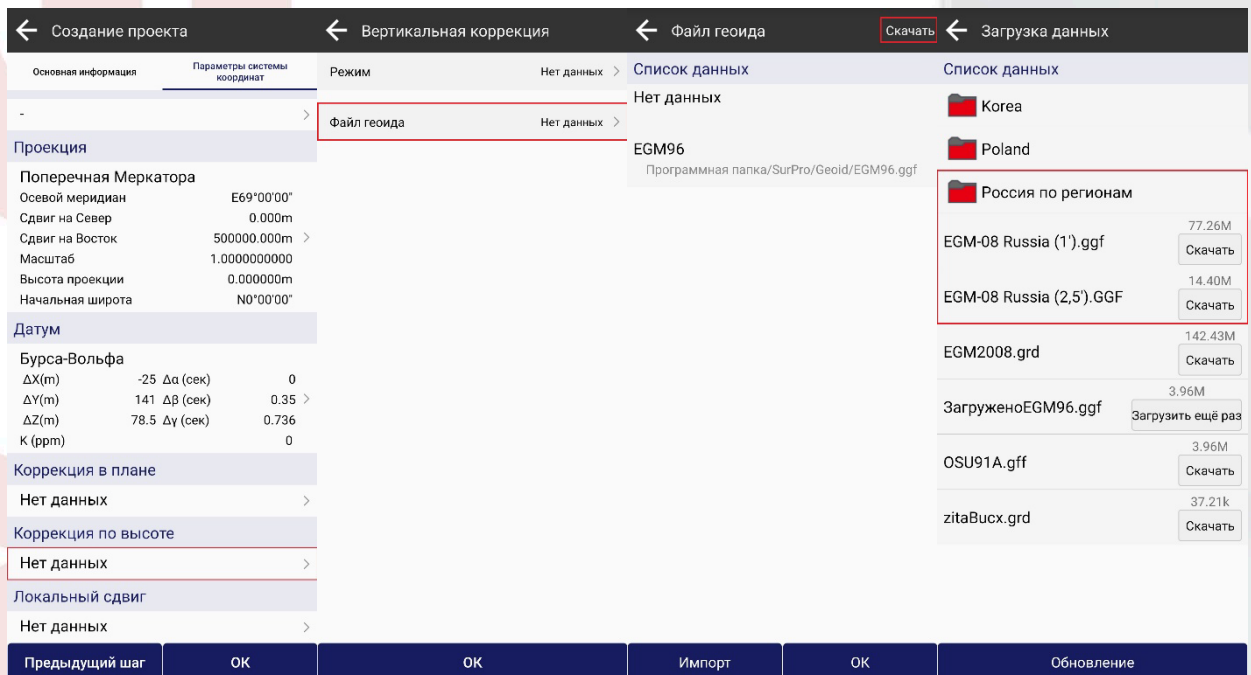 Создание проекта
Основная информация
Параметры системы
координат
-
Проекция
Поперечная Меркатора
Осевой меридиан E69°00'00"
Сдвиг на Север 0.000m
Сдвиг на Восток 500000.000m
Масштаб 1.0000000000
Высота проекции 0.000000m
Начальная широта N0°00'00"
Датум
Бурса-Вольфа
ΔX(m) -25 Δα (сек) 0
ΔY(m) 141 Δβ (сек) 0.35
ΔZ(m) 78.5 Δγ (сек) 0.736
K (ppm) 0
Коррекция в плане
Нет данных
Коррекция по высоте
Нет данных
Локальный сдвиг
Нет данных
Предыдущий шаг OK
Вертикальная коррекция
Режим Нет данных
Файл геоида Нет данных
OK
Файл геоида Скачать
Список данных
Нет данных
EGM96
Программная папка/SurPro/Geoid/EGM96.ggf
Импорт OK
Загрузка данных
Список данных
Korea
Poland
Россия по регионам
77.26M
EGM-08 Russia (1').ggf Скачать
14.40M
EGM-08 Russia (2,5').GGF Скачать
142.43M
EGM2008.grd Скачать
3.96M
ЗагруженоEGM96.ggf Загрузить ещё раз
3.96M
OSU91A.gff Скачать
37.21k
zitaBucx.grd Скачать
Обновление